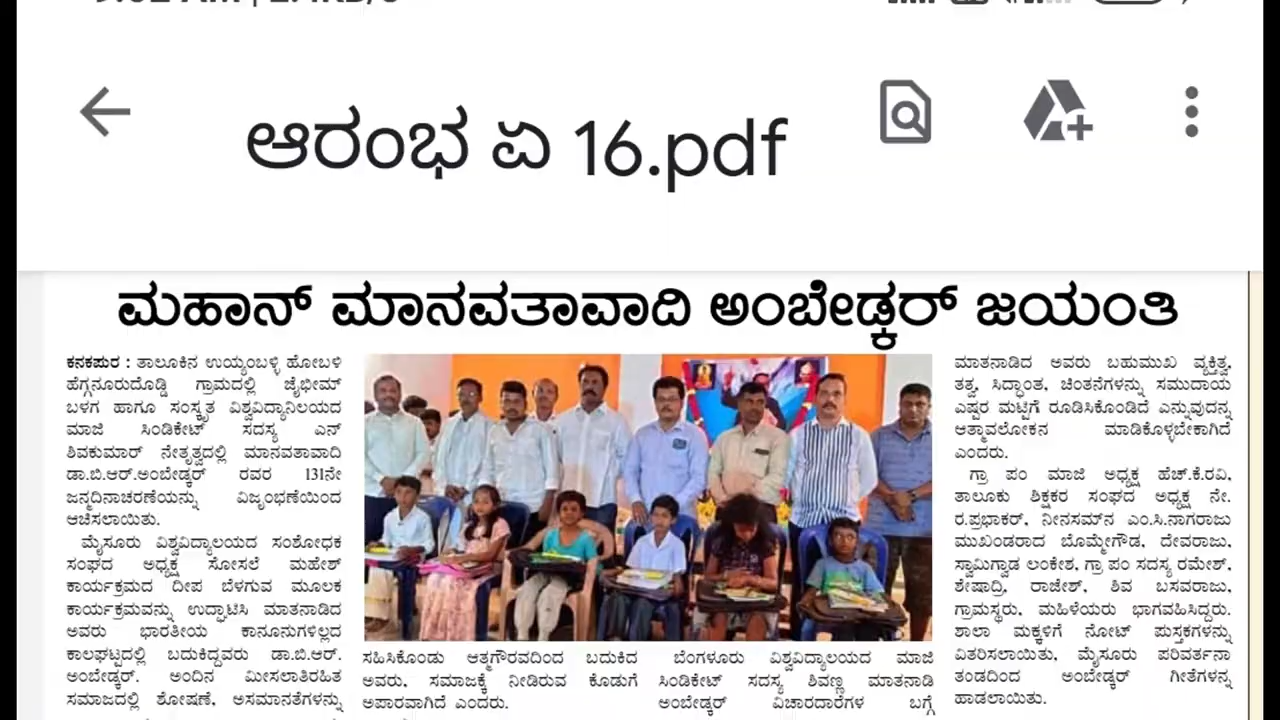 ಆರಂಭ ಏ 16.pdf
ಮಹಾನ್ ಮಾನವತಾವಾದಿ ಅಂಬೇಡ್ಕರ್ ಜಯಂತಿ
ಕನಕಪುರ : ತಾಲೂಕಿನ ಉಯ್ಯಂಬಳ್ಳಿ ಹೋಬಳಿ
ಹೆಗ್ಗನೂರುದೊಡ್ಡಿ ಗ್ರಾಮದಲ್ಲಿ ಜೈಭೀಮ್
ಬಳಗ ಹಾಗೂ ಸಂಸ್ಕೃತ ವಿಶ್ವವಿದ್ಯಾನಿಲಯದ
ಮಾಜಿ ಸಿಂಡಿಕೇಟ್ ಸದಸ್ಯ ಎನ್
ಶಿವಕುಮಾರ್ ನೇತೃತ್ವದಲ್ಲಿ ಮಾನವತಾವಾದಿ
ಡಾ.ಬಿ.ಆರ್.ಅಂಬೇಡ್ಕರ್ ರವರ 131ನೇ
ಜನ್ಮದಿನಾಚರಣೆಯನ್ನು ವಿಜೃಂಭಣೆಯಿಂದ
ಆಚಿಸಲಾಯಿತು.
ಮೈಸೂರು ವಿಶ್ವವಿದ್ಯಾಲಯದ ಸಂಶೋಧಕ
ಸಂಘದ ಅಧ್ಯಕ್ಷ ಸೋಸಲೆ ಮಹೇಶ್
ಕಾರ್ಯಕ್ರಮದ ದೀಪ ಬೆಳಗುವ ಮೂಲಕ
ಕಾರ್ಯಕ್ರಮವನ್ನು ಉದ್ಘಾಟಿಸಿ ಮಾತನಾಡಿದ
ಅವರು ಭಾರತೀಯ ಕಾನೂನುಗಳಿಲ್ಲದ
ಕಾಲಘಟ್ಟದಲ್ಲಿ ಬದುಕಿದ್ದವರು ಡಾ.ಬಿ.ಆರ್.
ಅಂಬೇಡ್ಕರ್. ಅಂದಿನ ಮೀಸಲಾತಿರಹಿತ
ಸಮಾಜದಲ್ಲಿ ಶೋಷಣೆ, ಅಸಮಾನತೆಗಳನ್ನು
ಸಹಿಸಿಕೊಂಡು ಆತ್ಮಗೌರವದಿಂದ ಬದುಕಿದ
ಅವರು, ಸಮಾಜಕ್ಕೆ ನೀಡಿರುವ ಕೊಡುಗೆ
ಅಪಾರವಾಗಿದೆ ಎಂದರು.
ಬೆಂಗಳೂರು ವಿಶ್ವವಿದ್ಯಾಲಯದ ಮಾಜಿ
ಸಿಂಡಿಕೇಟ್ ಸದಸ್ಯ ಶಿವಣ್ಣ ಮಾತನಾಡಿ
ಅಂಬೇಡ್ಕರ್ ವಿಚಾರದಾರೆಗಳ ಬಗ್ಗೆ
ಮಾತನಾಡಿದ ಅವರು ಬಹುಮುಖಿ ವ್ಯಕ್ತಿತ್ವ,
ತತ್ವ, ಸಿದ್ಧಾಂತ, ಚಿಂತನೆಗಳನ್ನು ಸಮುದಾಯ
ಎಷ್ಟರ ಮಟ್ಟಿಗೆ ರೂಡಿಸಿಕೊಂಡಿದೆ ಎನ್ನುವುದನ್ನ
ಆತ್ಮಾವಲೋಕನ ಮಾಡಿಕೊಳ್ಳಬೇಕಾಗಿದೆ
ಎಂದರು.
ಗ್ರಾ ಪಂ ಮಾಜಿ ಅಧ್ಯಕ್ಷ ಹೆಚ್.ಕೆ.ರವಿ,
ತಾಲೂಕು ಶಿಕ್ಷಕರ ಸಂಘದ ಅಧ್ಯಕ್ಷ ನೇ.
ರ.ಪ್ರಭಾಕರ್, ನೀನಸಮ್‌ನ ಎಂ.ಸಿ.ನಾಗರಾಜು
ಮುಖಂಡರಾದ ಬೊಮ್ಮೇಗೌಡ, ದೇವರಾಜು,
ಸ್ವಾಮಿಗ್ವಾಡ ಲಂಕೇಶ, ಗ್ರಾ ಪಂ ಸದಸ್ಯ ರಮೇಶ್,
ಶೇಷಾದ್ರಿ, ರಾಜೇಶ್, ಶಿವ ಬಸವರಾಜು,
ಗ್ರಾಮಸ್ಥರು, ಮಹಿಳೆಯರು ಭಾಗವಹಿಸಿದ್ದರು.
ಶಾಲಾ ಮಕ್ಕಳಿಗೆ ನೋಟ್ ಪುಸ್ತಕಗಳನ್ನು
ವಿತರಿಸಲಾಯಿತು, ಮೈಸೂರು ಪರಿವರ್ತನಾ
ತಂಡದಿಂದ ಅಂಬೇಡ್ಕರ್ ಗೀತೆಗಳನ್ನ
ಹಾಡಲಾಯಿತು.